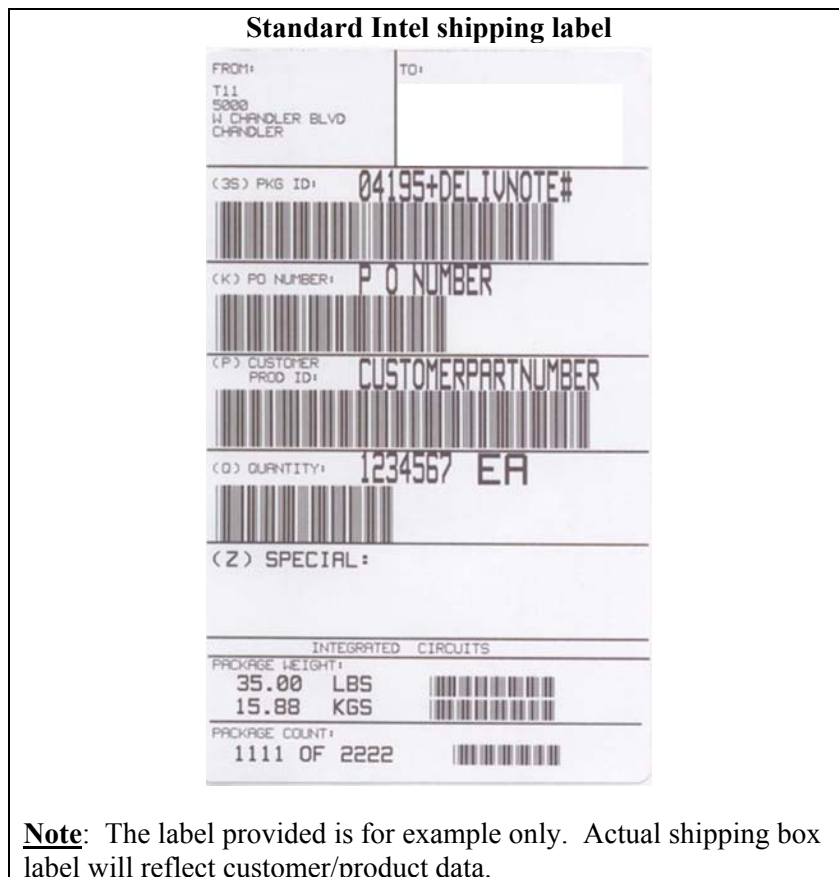 Standard Intel shipping label
FROM:
TO:
T11
5000
W CHANDLER BLVD
CHANDLER
(3S) PKG ID: 04195+DELIVNOTE#
(K) PO NUMBER: P O NUMBER
(P) CUSTOMER
PROD ID: CUSTOMERPARTNUMBER
(Q) QUANTITY: 1234567 EA
(Z) SPECIAL:
INTEGRATED CIRCUITS
PACKAGE WEIGHT:
35.00 LBS
15.88 KGS
PACKAGE COUNT:
1111 OF 2222
Note: The label provided is for example only. Actual shipping box
label will reflect customer/product data.